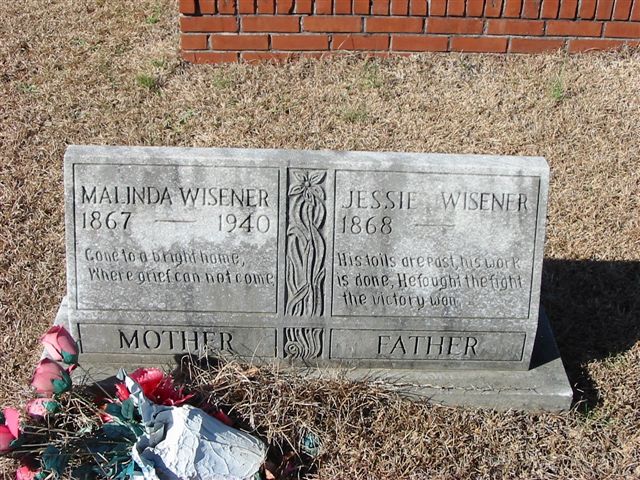 MALINDA WISENER
1867 — 1940
Gone to a bright home,
Where grief can not come
MOTHER
JESSIE WISENER
1868 —
His toils are past, his work
is done, He fought the fight
the victory won.
FATHER